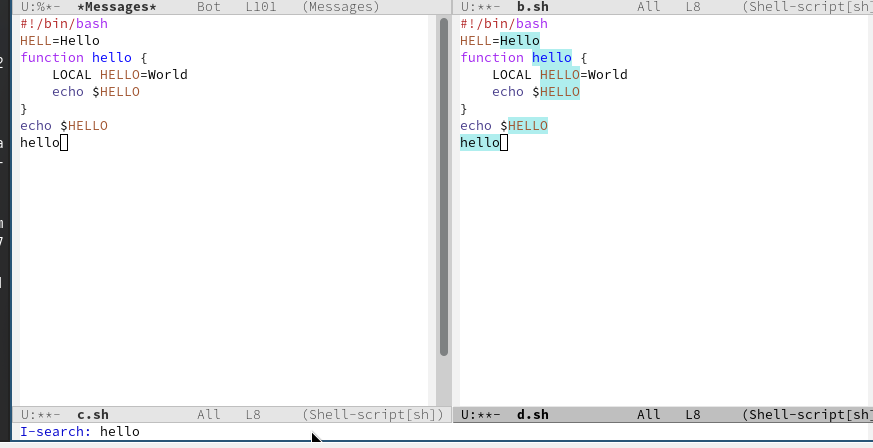 U:%*-  *Messages*     Bot   L101   (Messages)
#!/bin/bash
HELL=Hello
function hello {
    LOCAL HELLO=World
    echo $HELLO
}
echo $HELLO
hello
U:**-  c.sh           All   L8     (Shell-script[sh])
U:**-  b.sh           All   L8     (Shell-script[sh]
#!/bin/bash
HELL=Hello
function hello {
    LOCAL HELLO=World
    echo $HELLO
}
echo $HELLO
hello
U:**-  d.sh           All   L8     (Shell-script[sh]
I-search: hello